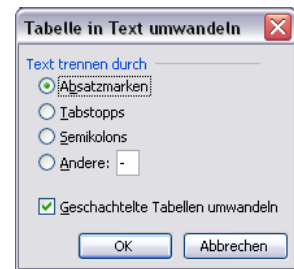 Tabelle in Text umwandeln
Text trennen durch
Absatzmarken
Tabstopps
Semikolons
Andere: -
Geschachtelte Tabellen umwandeln
OK Abbrechen